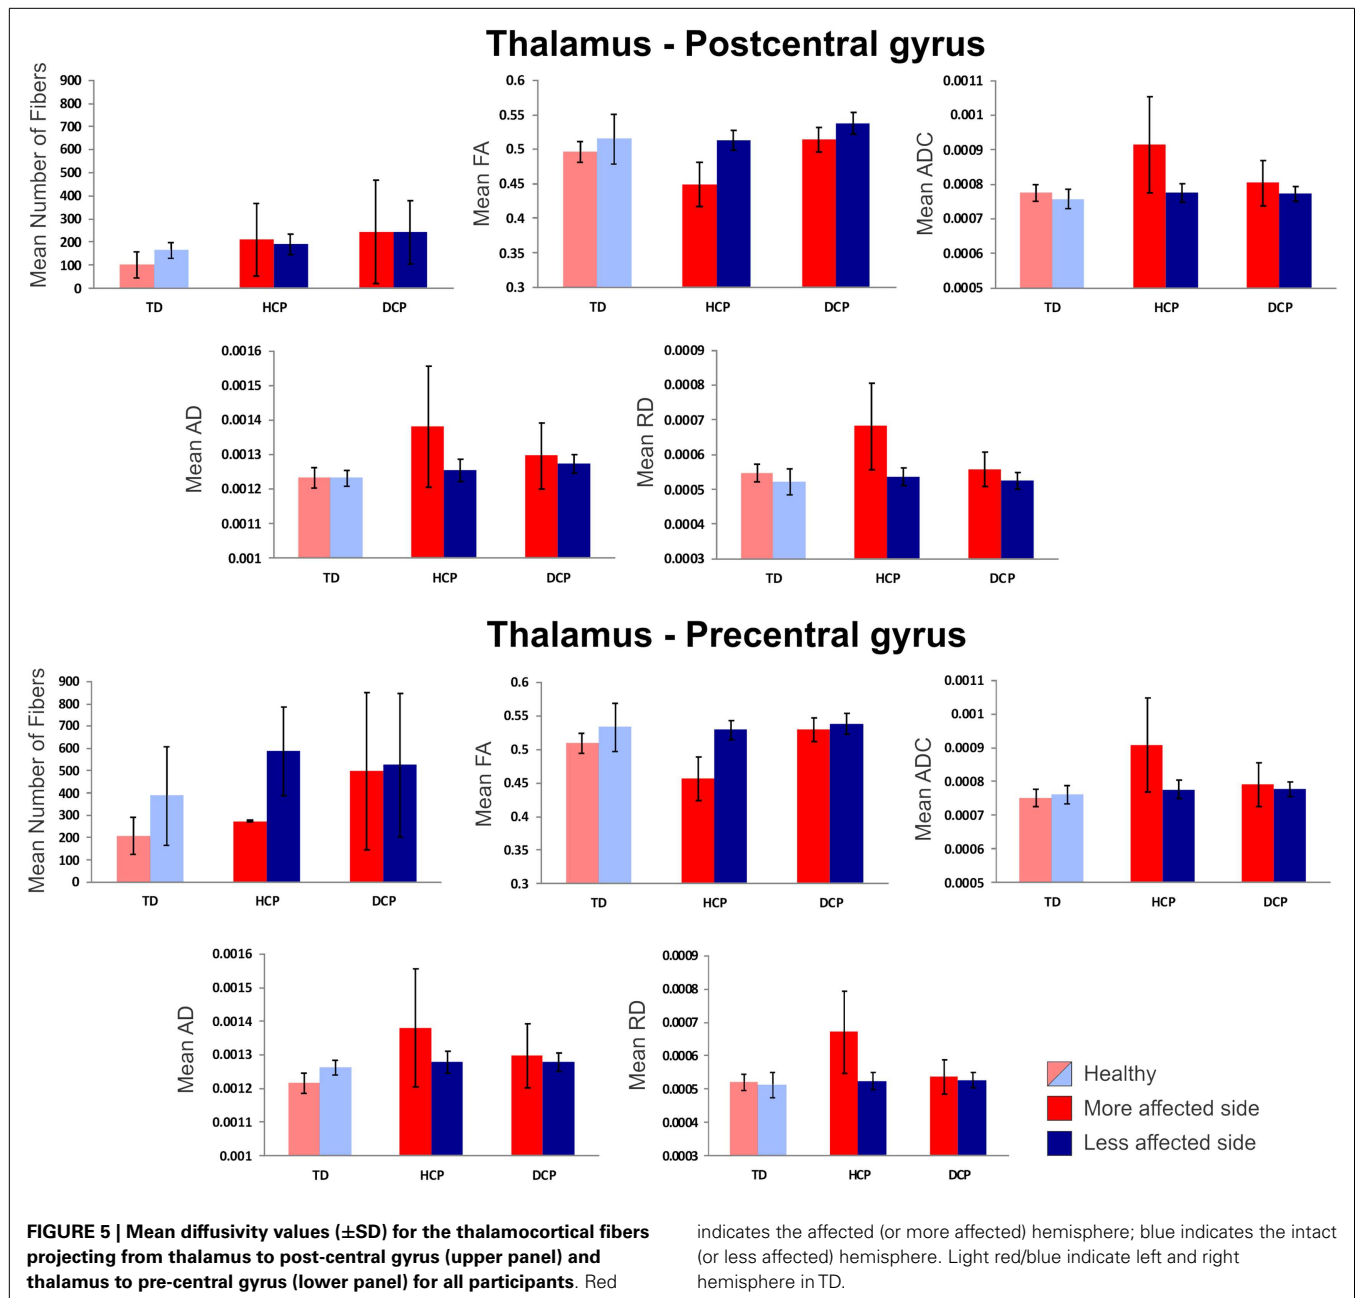 Thalamus - Postcentral gyrus
Mean Number of Fibers
900
800
700
600
500
400
300
200
100
0
TD HCP DCP
Mean FA
0.6
0.55
0.5
0.45
0.4
0.35
0.3
TD HCP DCP
Mean ADC
0.0011
0.001
0.0009
0.0008
0.0007
0.0006
0.0005
TD HCP DCP
Mean AD
0.0016
0.0015
0.0014
0.0013
0.0012
0.0011
0.001
TD HCP DCP
Mean RD
0.0009
0.0008
0.0007
0.0006
0.0005
0.0004
0.0003
TD HCP DCP
Thalamus - Precentral gyrus
Mean Number of Fibers
900
800
700
600
500
400
300
200
100
0
TD HCP DCP
Mean FA
0.6
0.55
0.5
0.45
0.4
0.35
0.3
TD HCP DCP
Mean ADC
0.0011
0.001
0.0009
0.0008
0.0007
0.0006
0.0005
TD HCP DCP
Mean AD
0.0016
0.0015
0.0014
0.0013
0.0012
0.0011
0.001
TD HCP DCP
Mean RD
0.0009
0.0008
0.0007
0.0006
0.0005
0.0004
0.0003
TD HCP DCP
Healthy
More affected side
Less affected side
FIGURE 5 | Mean diffusivity values (±SD) for the thalamocortical fibers
projecting from thalamus to post-central gyrus (upper panel) and
thalamus to pre-central gyrus (lower panel) for all participants. Red
indicates the affected (or more affected) hemisphere; blue indicates the intact
(or less affected) hemisphere. Light red/blue indicate left and right
hemisphere in TD.